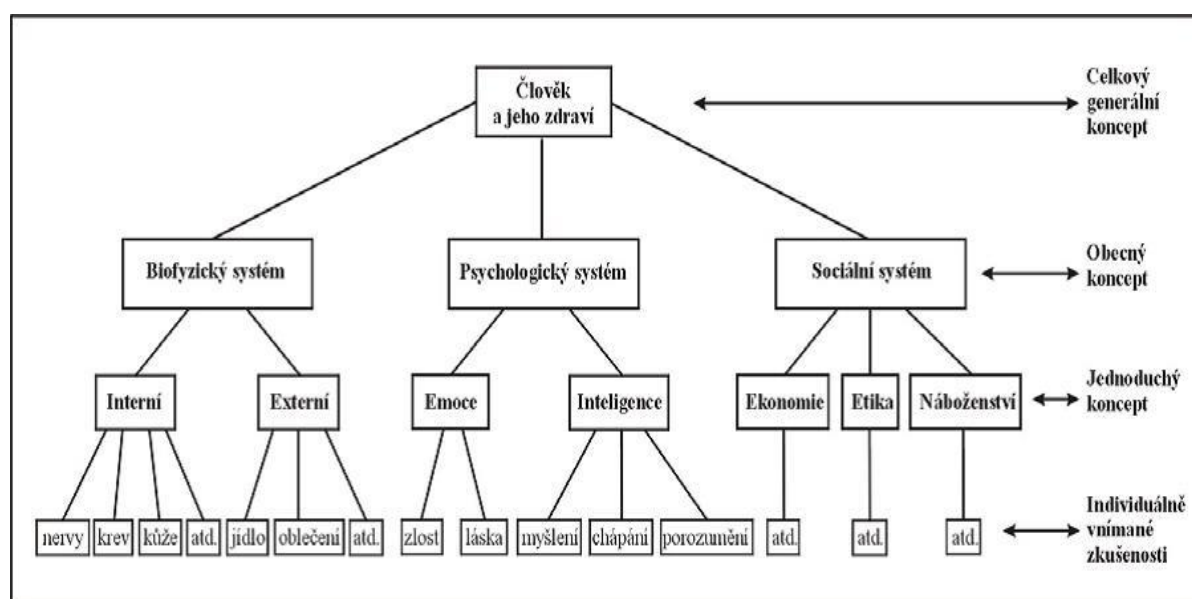 Člověk
a jeho zdraví
Celkový
generální
koncept
Biofyzický systém
Psychologický systém
Sociální systém
Obecný
koncept
Interní
Externí
Emoce
Inteligence
Ekonomie
Etika
Náboženství
Jednoduchý
koncept
nervy
krev
kůže
atd.
jídlo
oblečení
atd.
zlost
láska
myšlení
chápání
porozumění
atd.
atd.
atd.
Individuálně
vnímané
zkušenosti